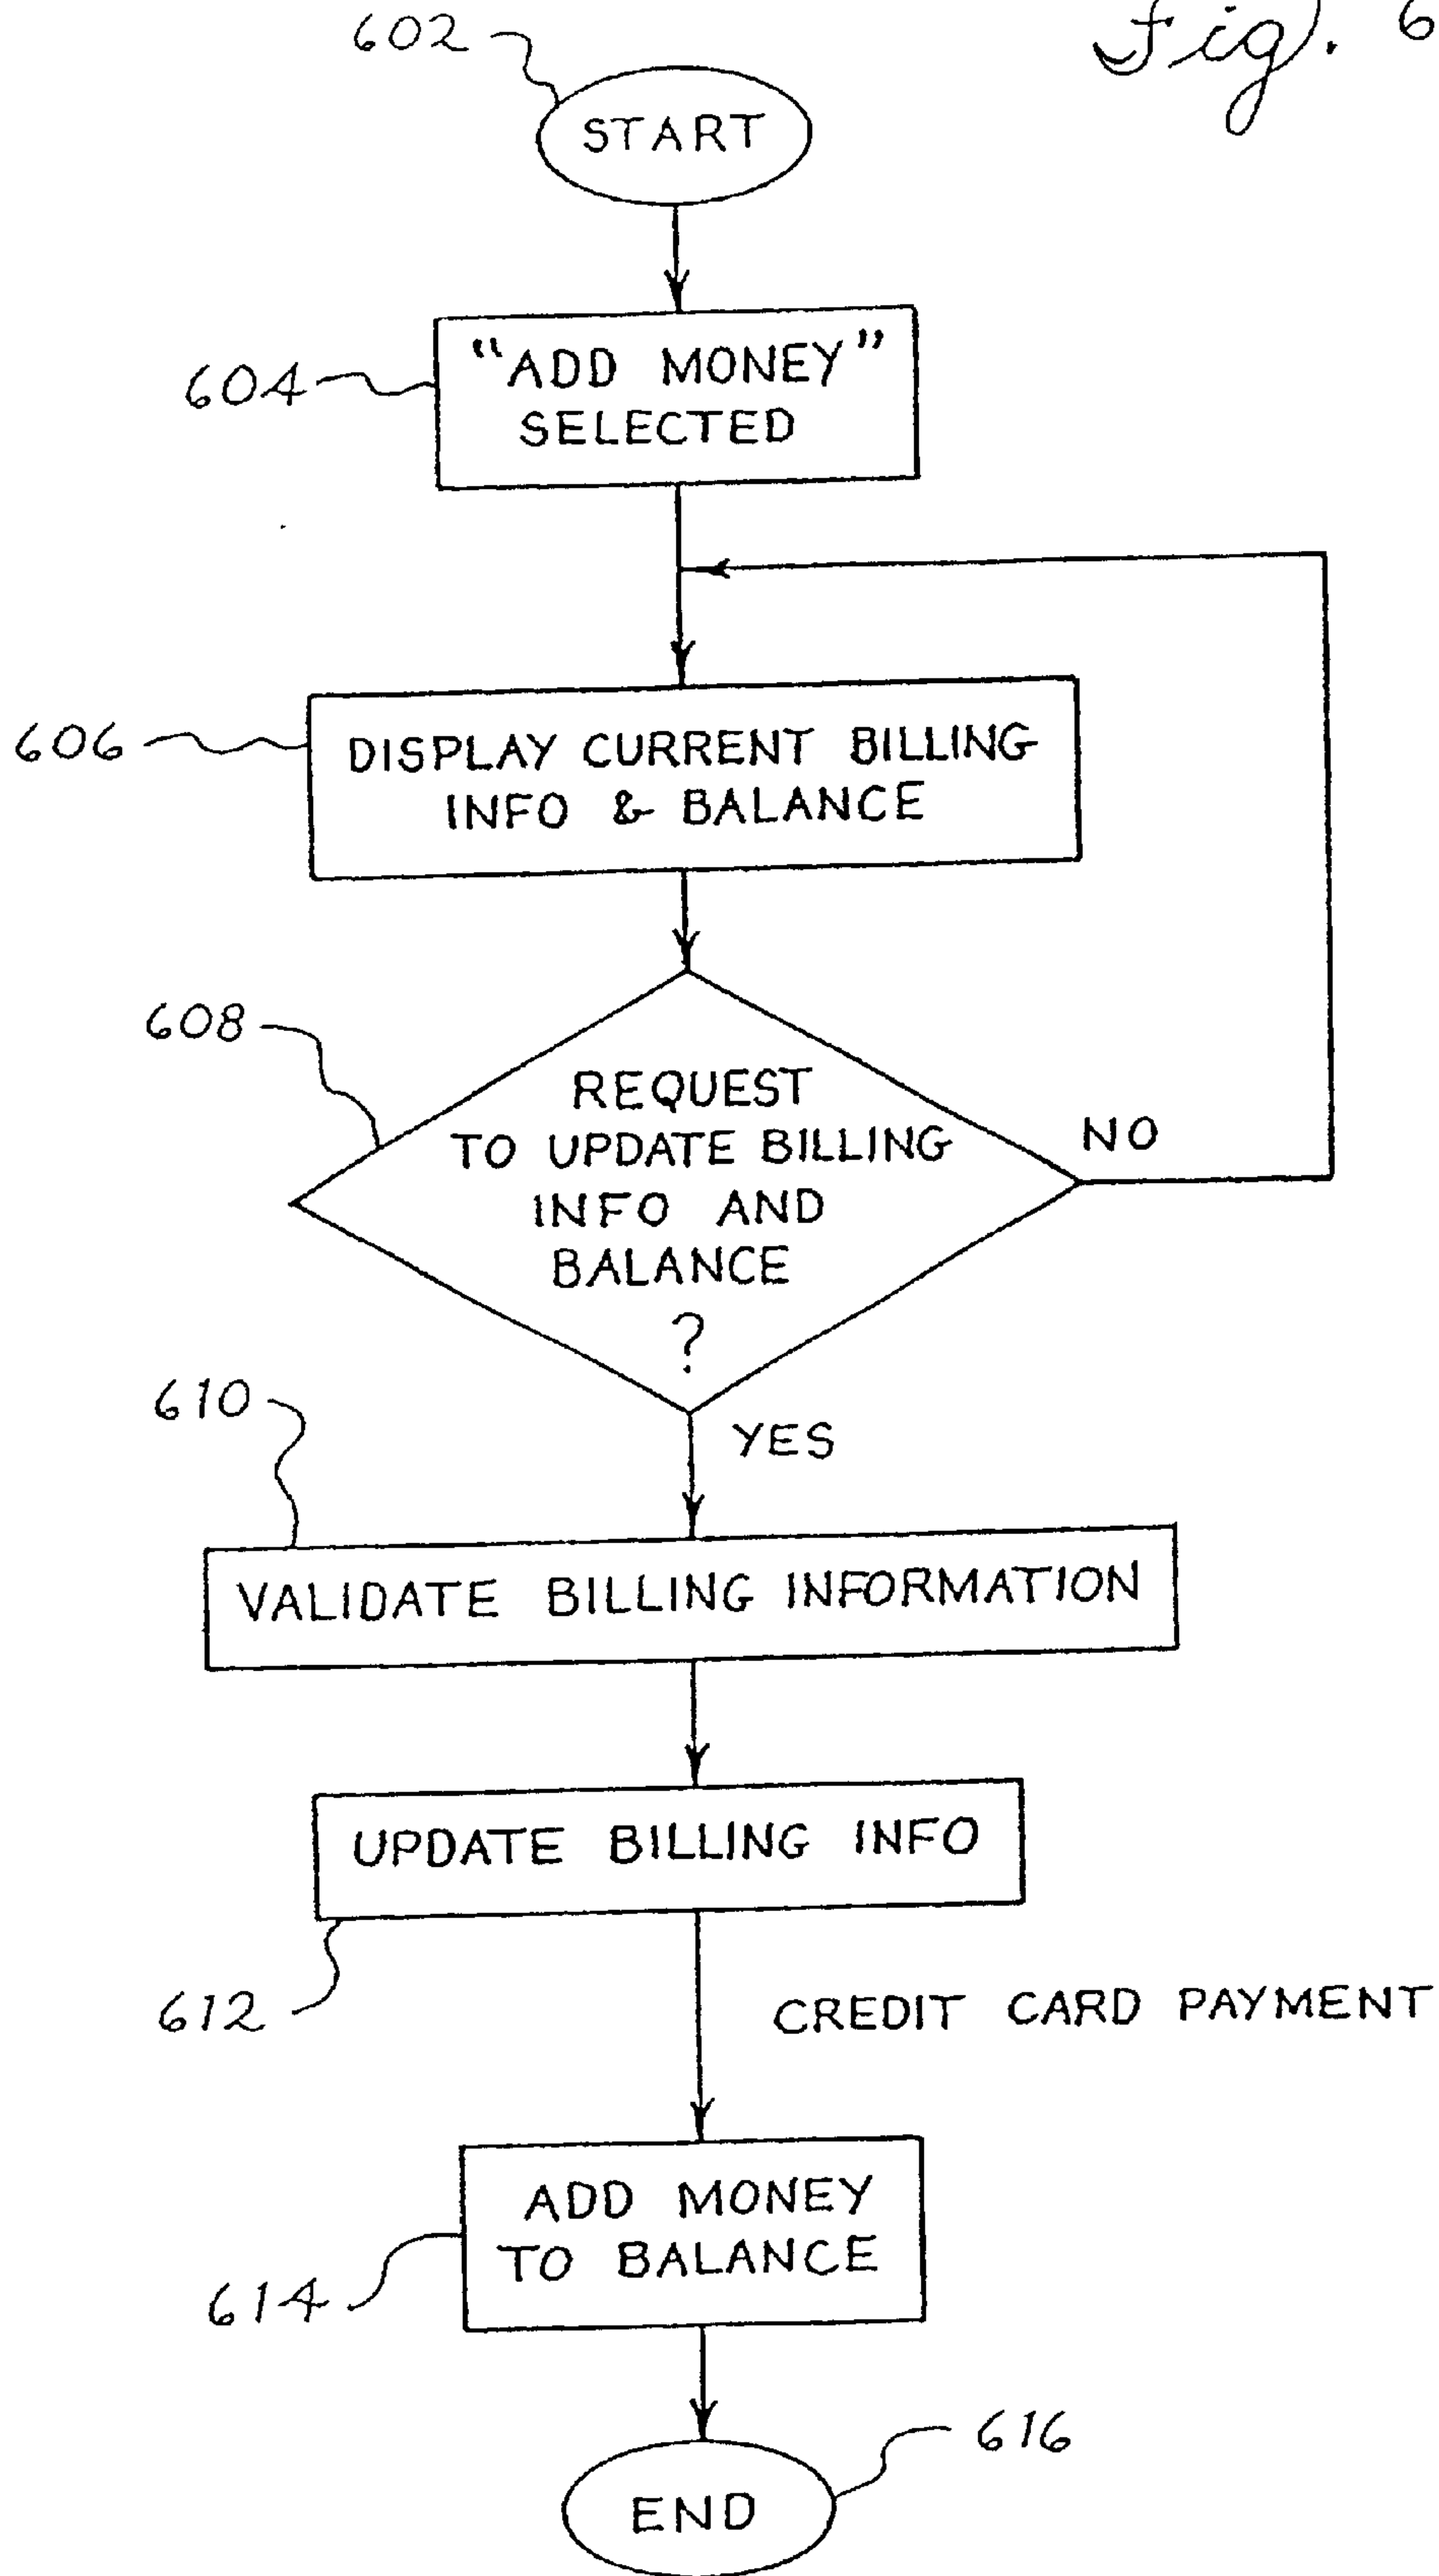 Fig. 6
602
START
604
“ADD MONEY”
SELECTED
606
DISPLAY CURRENT BILLING
INFO & BALANCE
608
REQUEST
TO UPDATE BILLING
INFO AND
BALANCE
?
NO
YES
610
VALIDATE BILLING INFORMATION
UPDATE BILLING INFO
612
CREDIT CARD PAYMENT
ADD MONEY
TO BALANCE
614
616
END